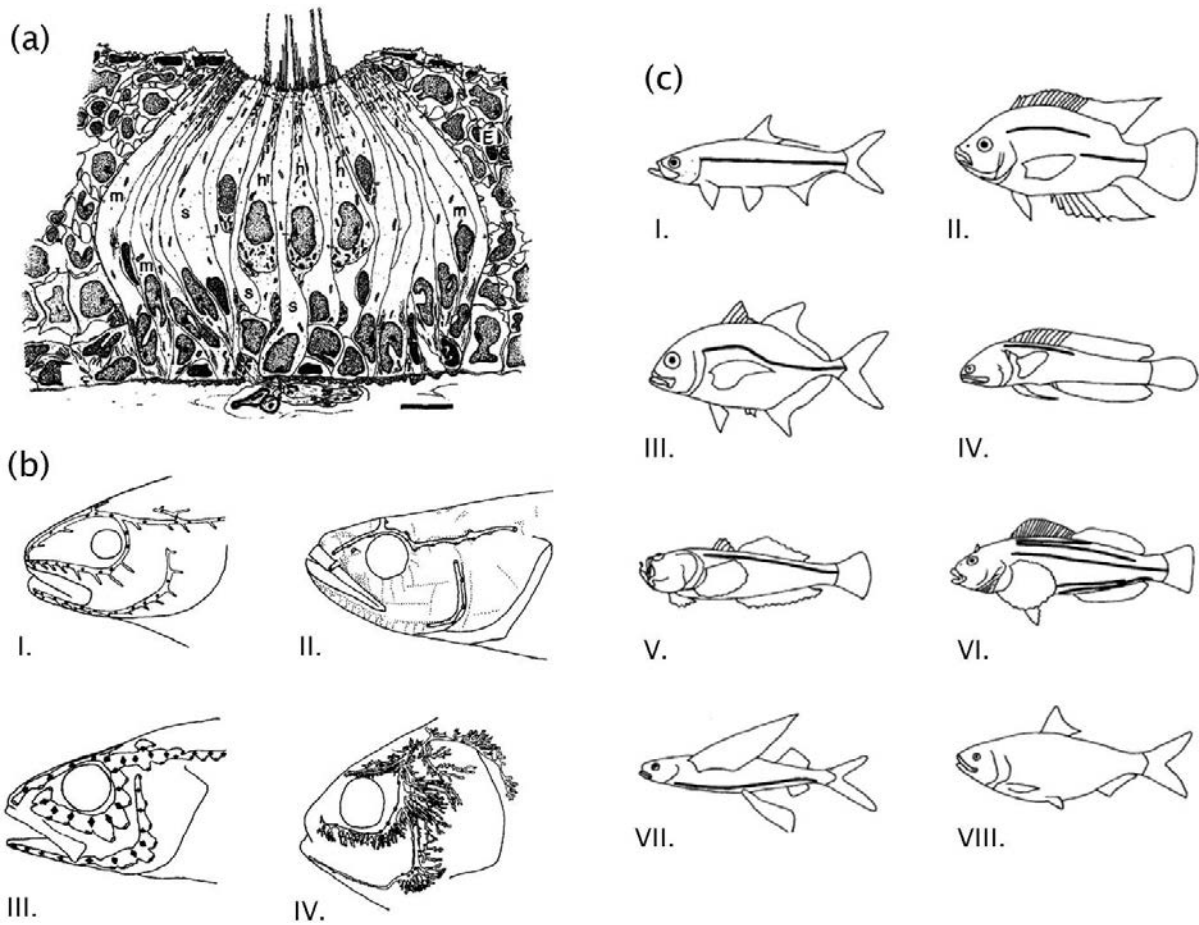 (a)
E
h h h
m s m
m
s s
(b)
I. II.
III. IV.
(c)
I. II.
III. IV.
V. VI.
VII. VIII.